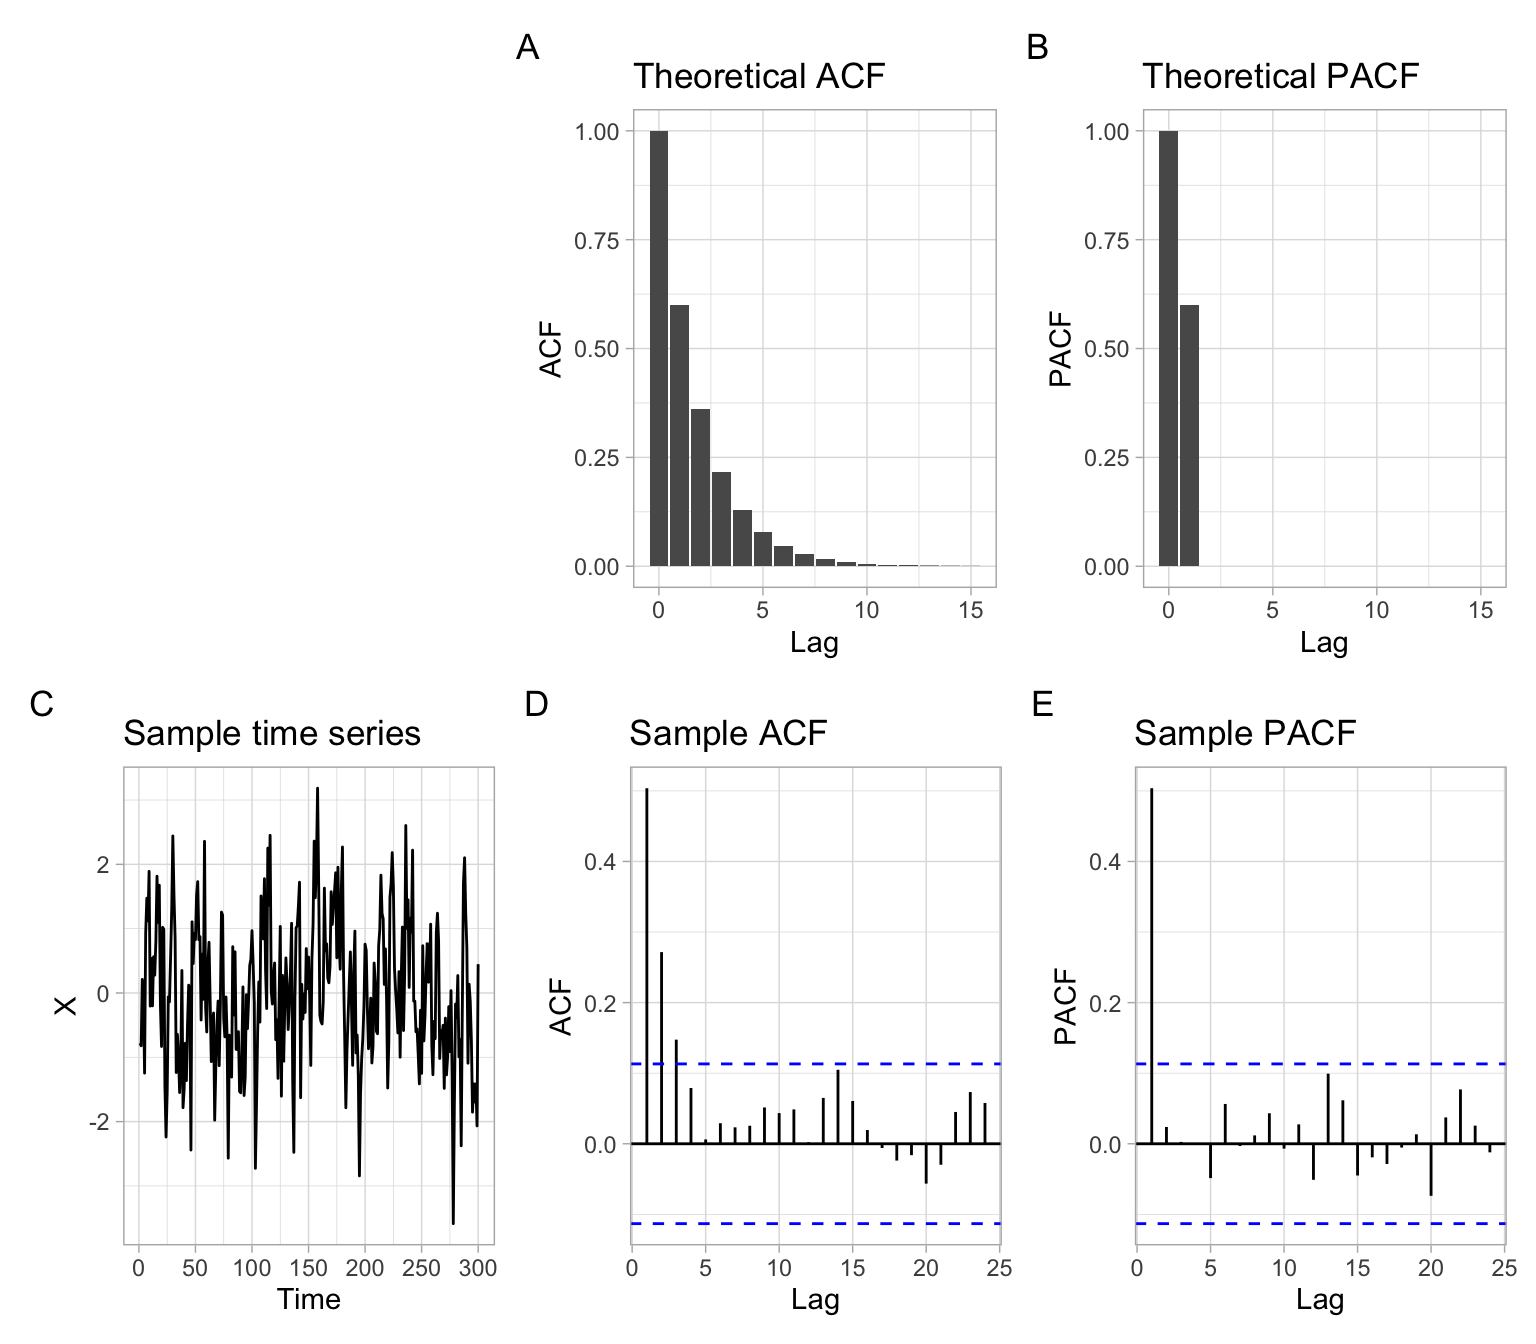 A
Theoretical ACF
ACF
1.00
0.75
0.50
0.25
0.00
0 5 10 15
Lag
B
Theoretical PACF
PACF
1.00
0.75
0.50
0.25
0.00
0 5 10 15
Lag
C
Sample time series
X
2
0
-2
0 50 100 150 200 250 300
Time
D
Sample ACF
ACF
0.4
0.2
0.0
0 5 10 15 20 25
Lag
E
Sample PACF
PACF
0.4
0.2
0.0
0 5 10 15 20 25
Lag